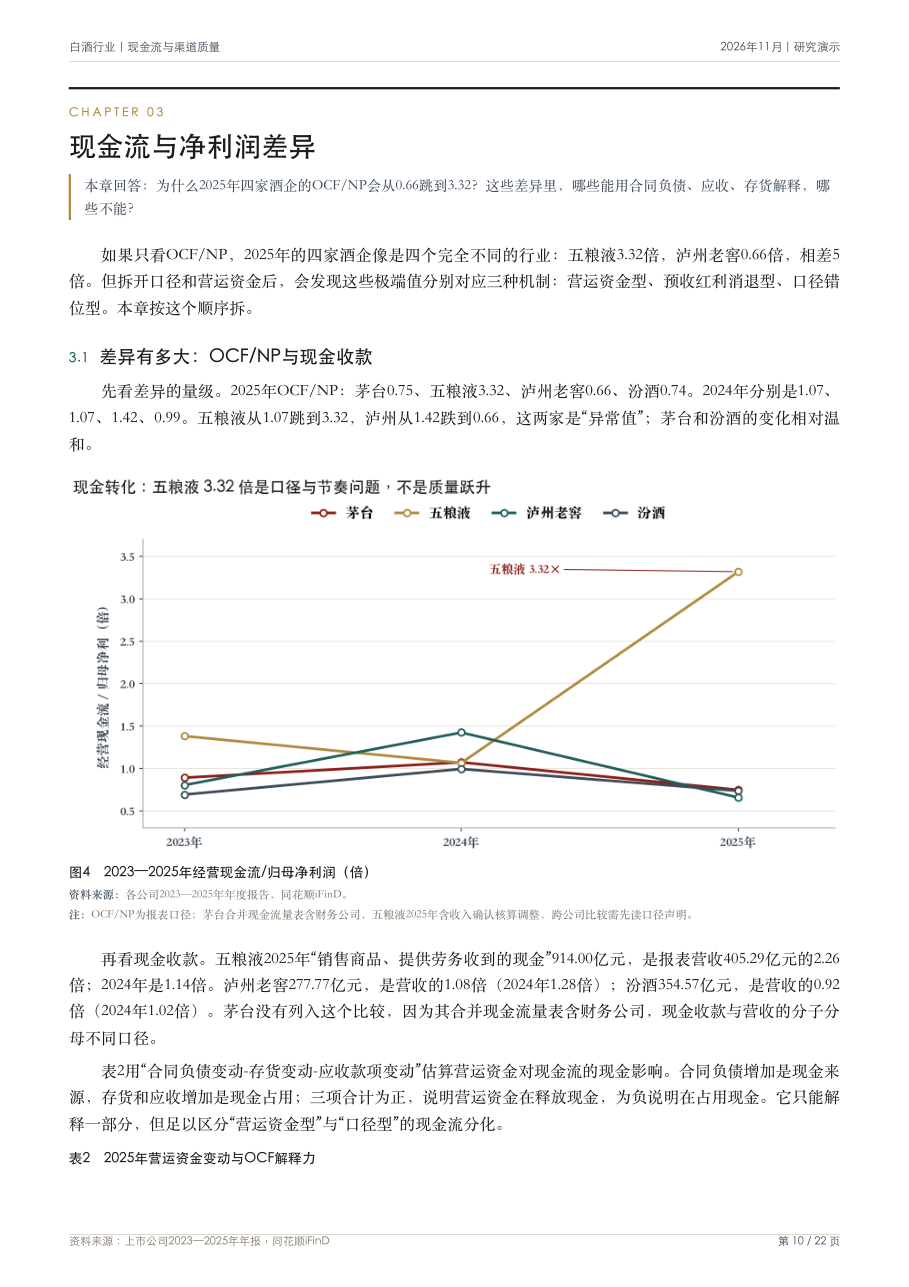 白酒行业丨现金流与渠道质量
2026年11月丨研究演示
CHAPTER 03
现金流与净利润差异
本章回答：为什么2025年四家酒企的OCF/NP会从0.66跳到3.32？这些差异里，哪些能用合同负债、应收、存货解释，哪
些不能？
如果只看OCF/NP，2025年的四家酒企像是四个完全不同的行业：五粮液3.32倍，泸州老窖0.66倍，相差5
倍。但拆开口径和营运资金后，会发现这些极端值分别对应三种机制：营运资金型、预收红利消退型、口径错
位型。本章按这个顺序拆。
3.1 差异有多大：OCF/NP与现金收款
先看差异的量级。2025年OCF/NP：茅台0.75、五粮液3.32、泸州老窖0.66、汾酒0.74。2024年分别是1.07、
1.07、1.42、0.99。五粮液从1.07跳到3.32，泸州从1.42跌到0.66，这两家是“异常值”；茅台和汾酒的变化相对温
和。
现金转化：五粮液 3.32 倍是口径与节奏问题，不是质量跃升
茅台 五粮液 泸州老窖 汾酒
经营现金流 / 归母净利（倍）
3.5
3.0
2.5
2.0
1.5
1.0
0.5
五粮液 3.32×
2023年 2024年 2025年
图4 2023—2025年经营现金流/归母净利润（倍）
资料来源：各公司2023—2025年年度报告，同花顺iFinD。
注：OCF/NP为报表口径；茅台合并现金流量表含财务公司，五粮液2025年含收入确认核算调整，跨公司比较需先读口径声明。
再看现金收款。五粮液2025年“销售商品、提供劳务收到的现金”914.00亿元，是报表营收405.29亿元的2.26
倍；2024年是1.14倍。泸州老窖277.77亿元，是营收的1.08倍（2024年1.28倍）；汾酒354.57亿元，是营收的0.92
倍（2024年1.02倍）。茅台没有列入这个比较，因为其合并现金流量表含财务公司，现金收款与营收的分子分
母不同口径。
表2用“合同负债变动-存货变动-应收款项变动”估算营运资金对现金流的现金影响。合同负债增加是现金来
源，存货和应收增加是现金占用；三项合计为正，说明营运资金在释放现金，为负说明在占用现金。它只能解
释一部分，但足以区分“营运资金型”与“口径型”的现金流分化。
表2 2025年营运资金变动与OCF解释力
资料来源：上市公司2023—2025年年报，同花顺iFinD
第 10 / 22 页